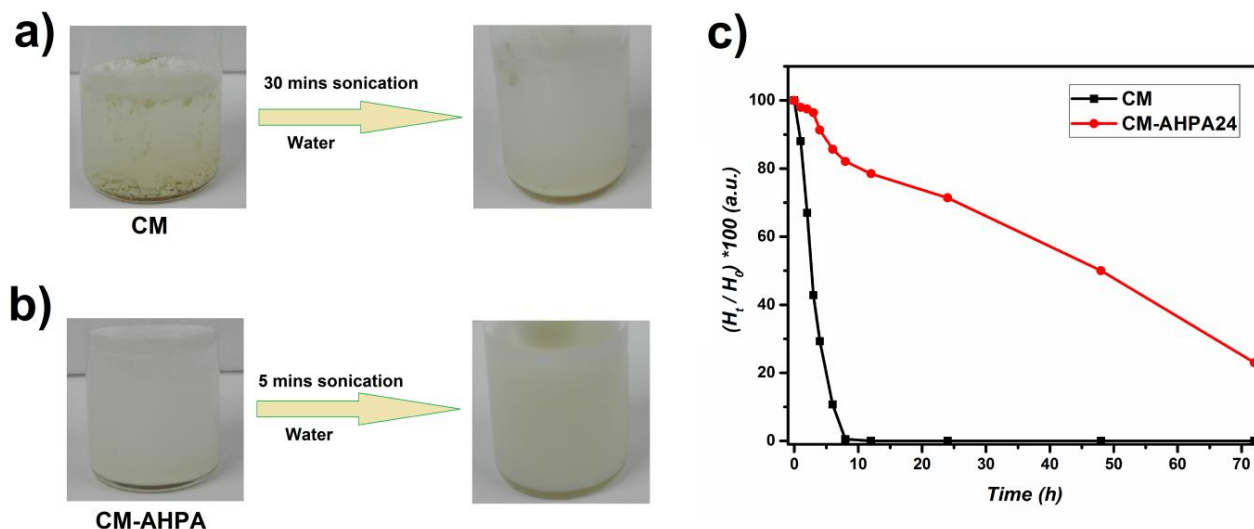 a)
30 mins sonication
Water
CM
b)
5 mins sonication
Water
CM-AHPA
c)
CM
CM-AHPA24
(Ht / H0) *100 (a.u.)
100
80
60
40
20
0
0 10 20 30 40 50 60 70
Time (h)